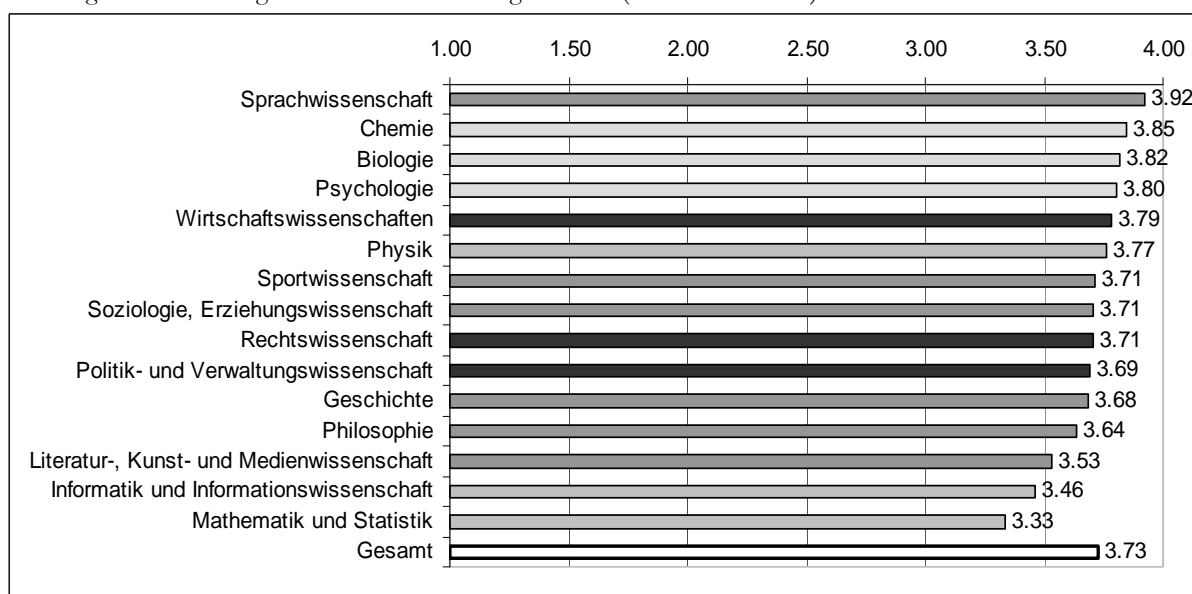 1.00 1.50 2.00 2.50 3.00 3.50 4.00
Sprachwissenschaft 3.92
Chemie 3.85
Biologie 3.82
Psychologie 3.80
Wirtschaftswissenschaften 3.79
Physik 3.77
Sportwissenschaft 3.71
Soziologie, Erziehungswissenschaft 3.71
Rechtswissenschaft 3.71
Politik- und Verwaltungswissenschaft 3.69
Geschichte 3.68
Philosophie 3.64
Literatur-, Kunst- und Medienwissenschaft 3.53
Informatik und Informationswissenschaft 3.46
Mathematik und Statistik 3.33
Gesamt 3.73